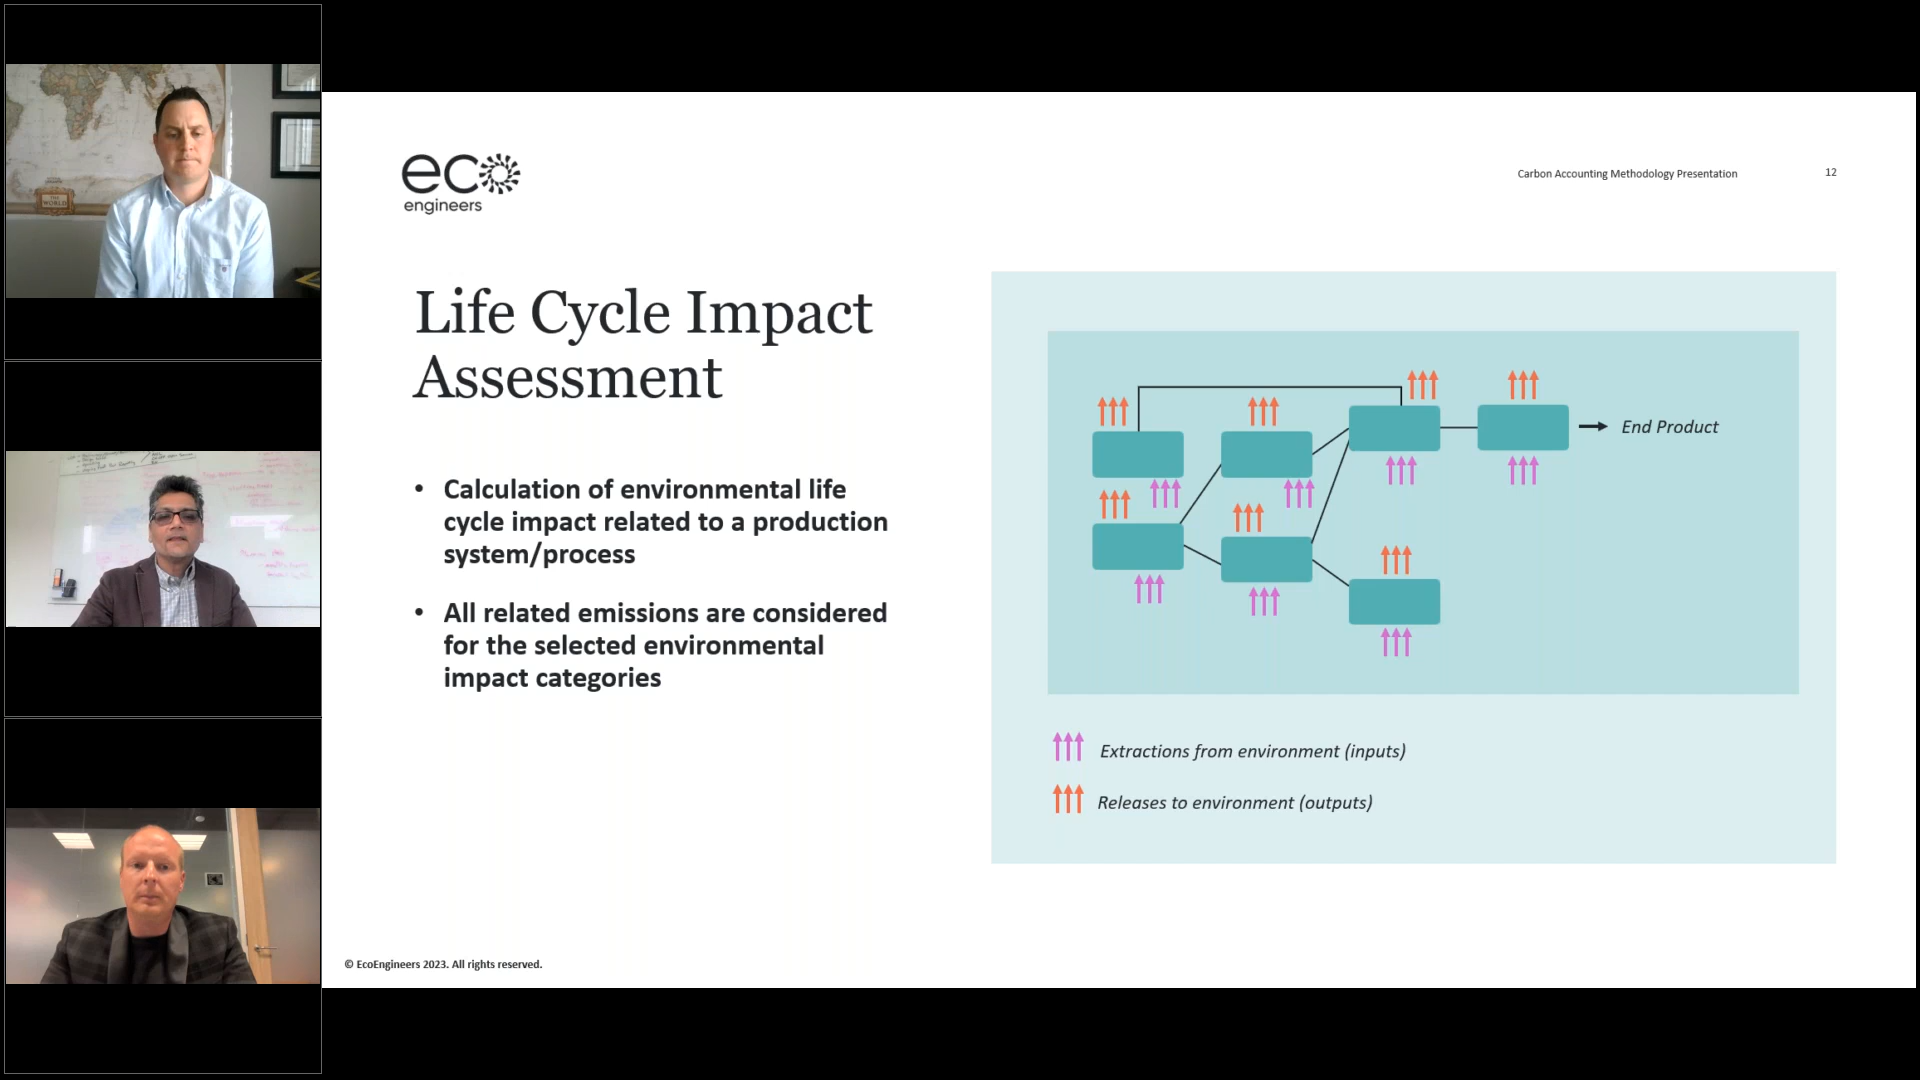 THE
WORLD
eco
engineers
Carbon Accounting Methodology Presentation
12
Life Cycle Impact
Assessment
• Calculation of environmental life
cycle impact related to a production
system/process
• All related emissions are considered
for the selected environmental
impact categories
End Product
Extractions from environment (inputs)
Releases to environment (outputs)
© EcoEngineers 2023. All rights reserved.